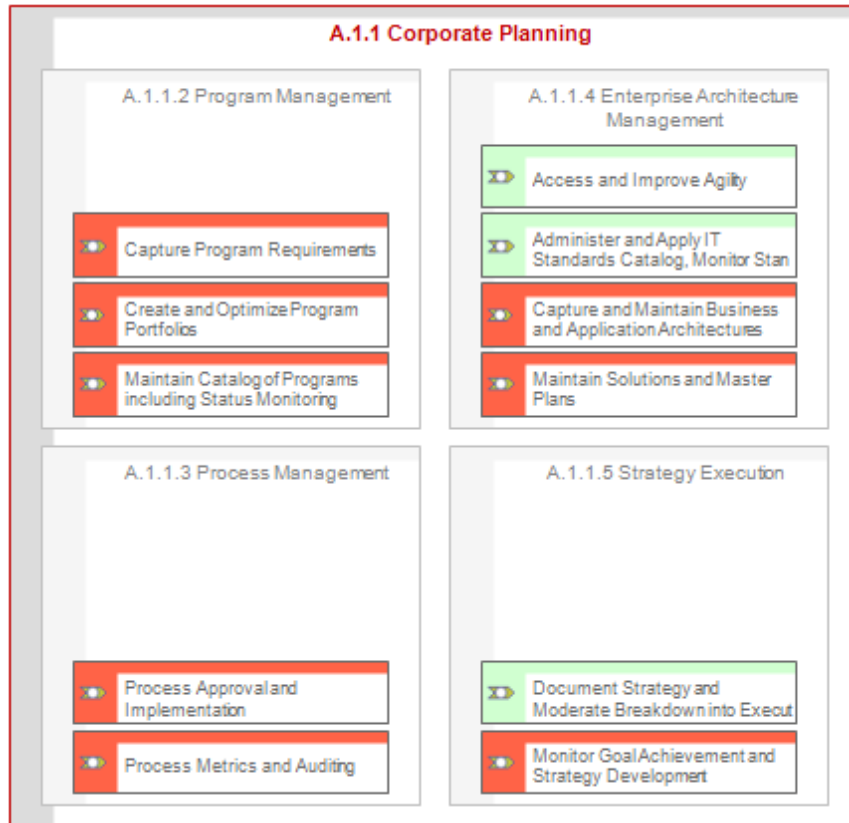 A.1.1 Corporate Planning
A.1.1.2 Program Management
Capture Program Requirements
Create and Optimize Program
Portfolios
Maintain Catalog of Programs
including Status Monitoring
A.1.1.4 Enterprise Architecture
Management
Access and Improve Agility
Administer and Apply IT
Standards Catalog, Monitor Stan
Capture and Maintain Business
and Application Architectures
Maintain Solutions and Master
Plans
A.1.1.3 Process Management
Process Approval and
Implementation
Process Metrics and Auditing
A.1.1.5 Strategy Execution
Document Strategy and
Moderate Breakdown into Execut
Monitor Goal Achievement and
Strategy Development